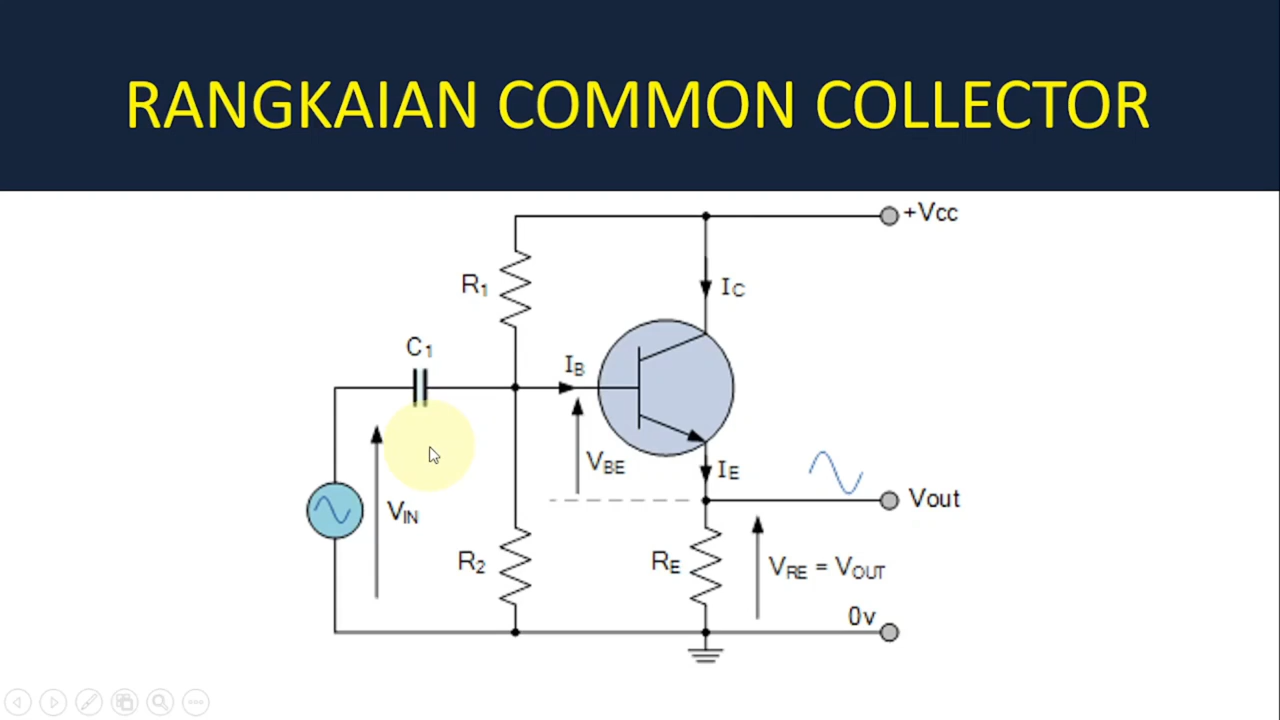 RANGKAIAN COMMON COLLECTOR
+Vcc
R1
IC
C1
IB
VBE
IE
Vout
VIN
R2
RE
VRE = VOUT
0v